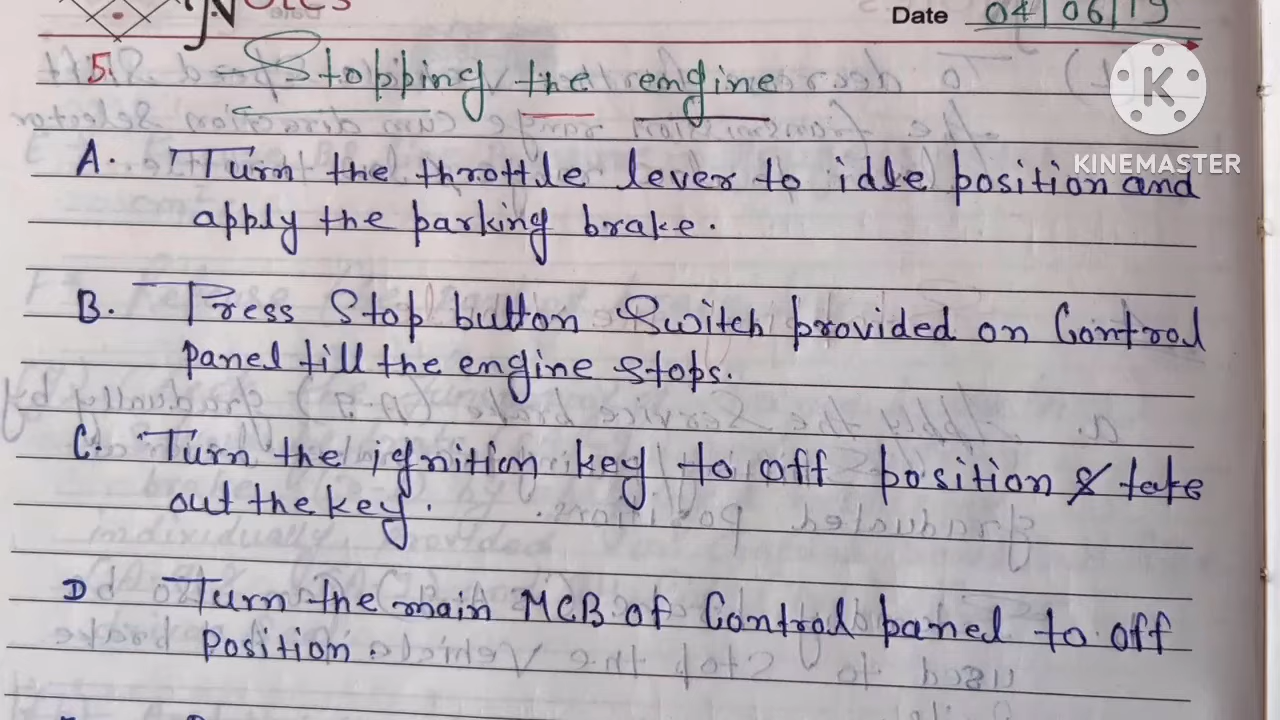 NOTES
Date 04/06/19
5. Stopping the engine
KINEMASTER
A. Turn the throttle lever to idle position and
apply the parking brake.
B. Press Stop button Switch provided on Control
panel till the engine stops.
C. Turn the ignition key to off position & take
out the key.
D Turn the main MCB of Control panel to off
Position.